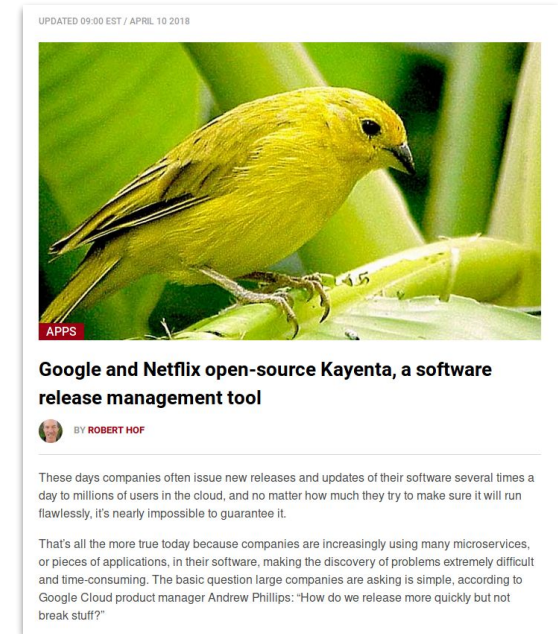 UPDATED 09:00 EST / APRIL 10 2018
APPS
Google and Netflix open-source Kayenta, a software
release management tool
BY ROBERT HOF
These days companies often issue new releases and updates of their software several times a
day to millions of users in the cloud, and no matter how much they try to make sure it will run
flawlessly, it's nearly impossible to guarantee it.
That's all the more true today because companies are increasingly using many microservices,
or pieces of applications, in their software, making the discovery of problems extremely difficult
and time-consuming. The basic question large companies are asking is simple, according to
Google Cloud product manager Andrew Phillips: “How do we release more quickly but not
break stuff?”